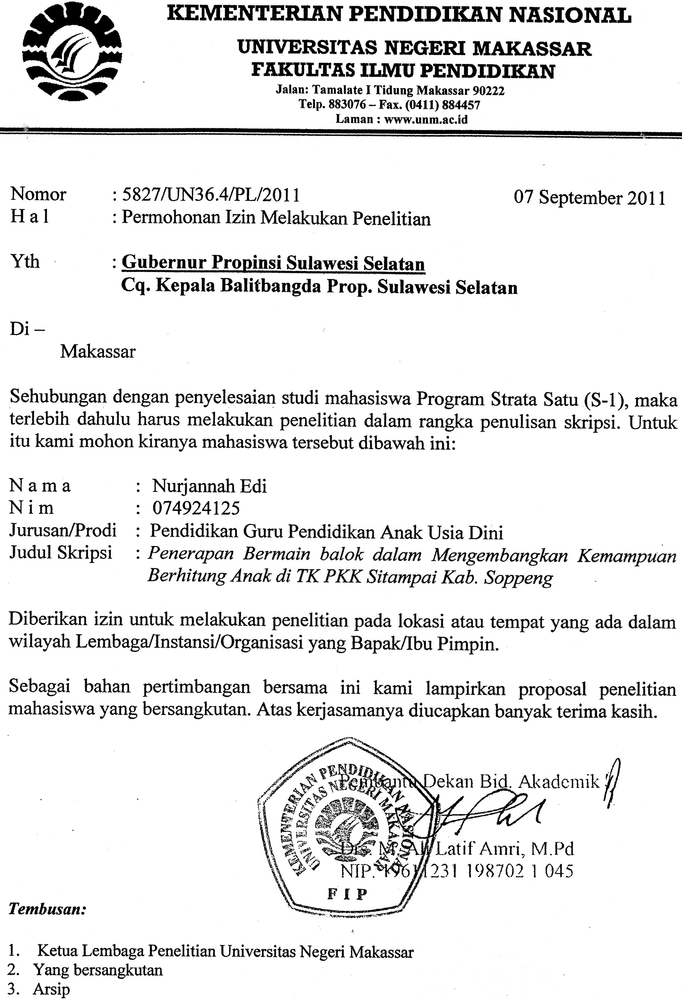 KEMENTERIAN PENDIDIKAN NASIONAL
UNIVERSITAS NEGERI MAKASSAR
FAKULTAS ILMU PENDIDIKAN
Jalan: Tamalate I Tidung Makassar 90222
Telp. 883076 – Fax. (0411) 884457
Laman : www.unm.ac.id
Nomor : 5827/UN36.4/PL/2011 07 September 2011
H a l : Permohonan Izin Melakukan Penelitian
Yth : Gubernur Propinsi Sulawesi Selatan
Cq. Kepala Balitbangda Prop. Sulawesi Selatan
Di –
Makassar
Sehubungan dengan penyelesaian studi mahasiswa Program Strata Satu (S-1), maka
terlebih dahulu harus melakukan penelitian dalam rangka penulisan skripsi. Untuk
itu kami mohon kiranya mahasiswa tersebut dibawah ini:
N a m a : Nurjannah Edi
N i m : 074924125
Jurusan/Prodi : Pendidikan Guru Pendidikan Anak Usia Dini
Judul Skripsi : Penerapan Bermain balok dalam Mengembangkan Kemampuan
Berhitung Anak di TK PKK Sitampai Kab. Soppeng
Diberikan izin untuk melakukan penelitian pada lokasi atau tempat yang ada dalam
wilayah Lembaga/Instansi/Organisasi yang Bapak/Ibu Pimpin.
Sebagai bahan pertimbangan bersama ini kami lampirkan proposal penelitian
mahasiswa yang bersangkutan. Atas kerjasamanya diucapkan banyak terima kasih.
Pembantu Dekan Bid. Akademik
KEMENTERIAN PENDIDIKAN NASIONAL
UNIVERSITAS NEGERI MAKASSAR
Drs. M. Ali Latif Amri, M.Pd
NIP. 19611231 198702 1 045
F I P
Tembusan:
1. Ketua Lembaga Penelitian Universitas Negeri Makassar
2. Yang bersangkutan
3. Arsip